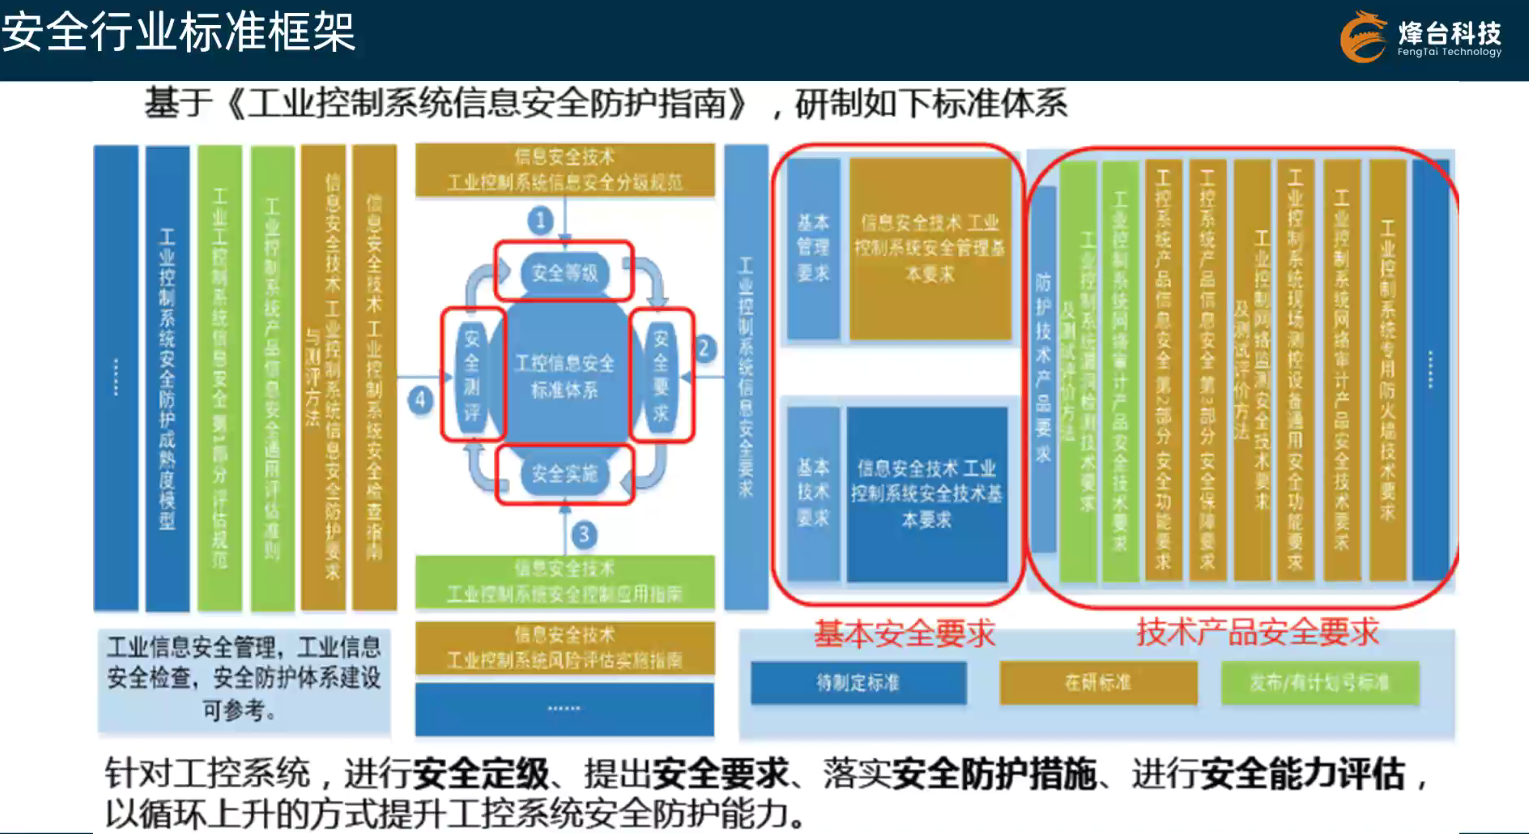 安全行业标准框架
烽台科技
FengTai Technology
基于《工业控制系统信息安全防护指南》，研制如下标准体系
……
工业控制系统安全防护成熟度模型
工业工控制系统信息安全 第1部分 评估规范
工业控制系统产品信息安全通用评估准则
信息安全技术 工业控制系统信息安全防护要求
与测评方法
信息安全技术 工业控制系统安全检查指南
信息安全技术
工业控制系统信息安全分级规范
1
安全等级
安全测评
工控信息安全
标准体系
安全要求
2
4
安全实施
3
信息安全技术
工业控制系统安全控制应用指南
信息安全技术
工业控制系统风险评估实施指南
……
工业控制系统信息安全要求
基本
管理
要求
信息安全技术 工业
控制系统安全管理基
本要求
基本
技术
要求
信息安全技术 工业
控制系统安全技术基
本要求
防护技术产品要求
工业控制系统漏洞检测技术要求
及测试评价方法
工业控制系统网络审计产品安全技术要求
工控系统产品信息安全 第2部分 安全功能要求
工控系统产品信息安全 第3部分 安全保障要求
工业控制网络监测安全技术要求
及测试评价方法
工业控制系统现场测控设备通用安全功能要求
工业控制系统网络审计产品安全技术要求
工业控制系统专用防火墙技术要求
……
基本安全要求
技术产品安全要求
工业信息安全管理，工业信息
安全检查，安全防护体系建设
可参考。
待制定标准
在研标准
发布/有计划号标准
针对工控系统，进行安全定级、提出安全要求、落实安全防护措施、进行安全能力评估，
以循环上升的方式提升工控系统安全防护能力。